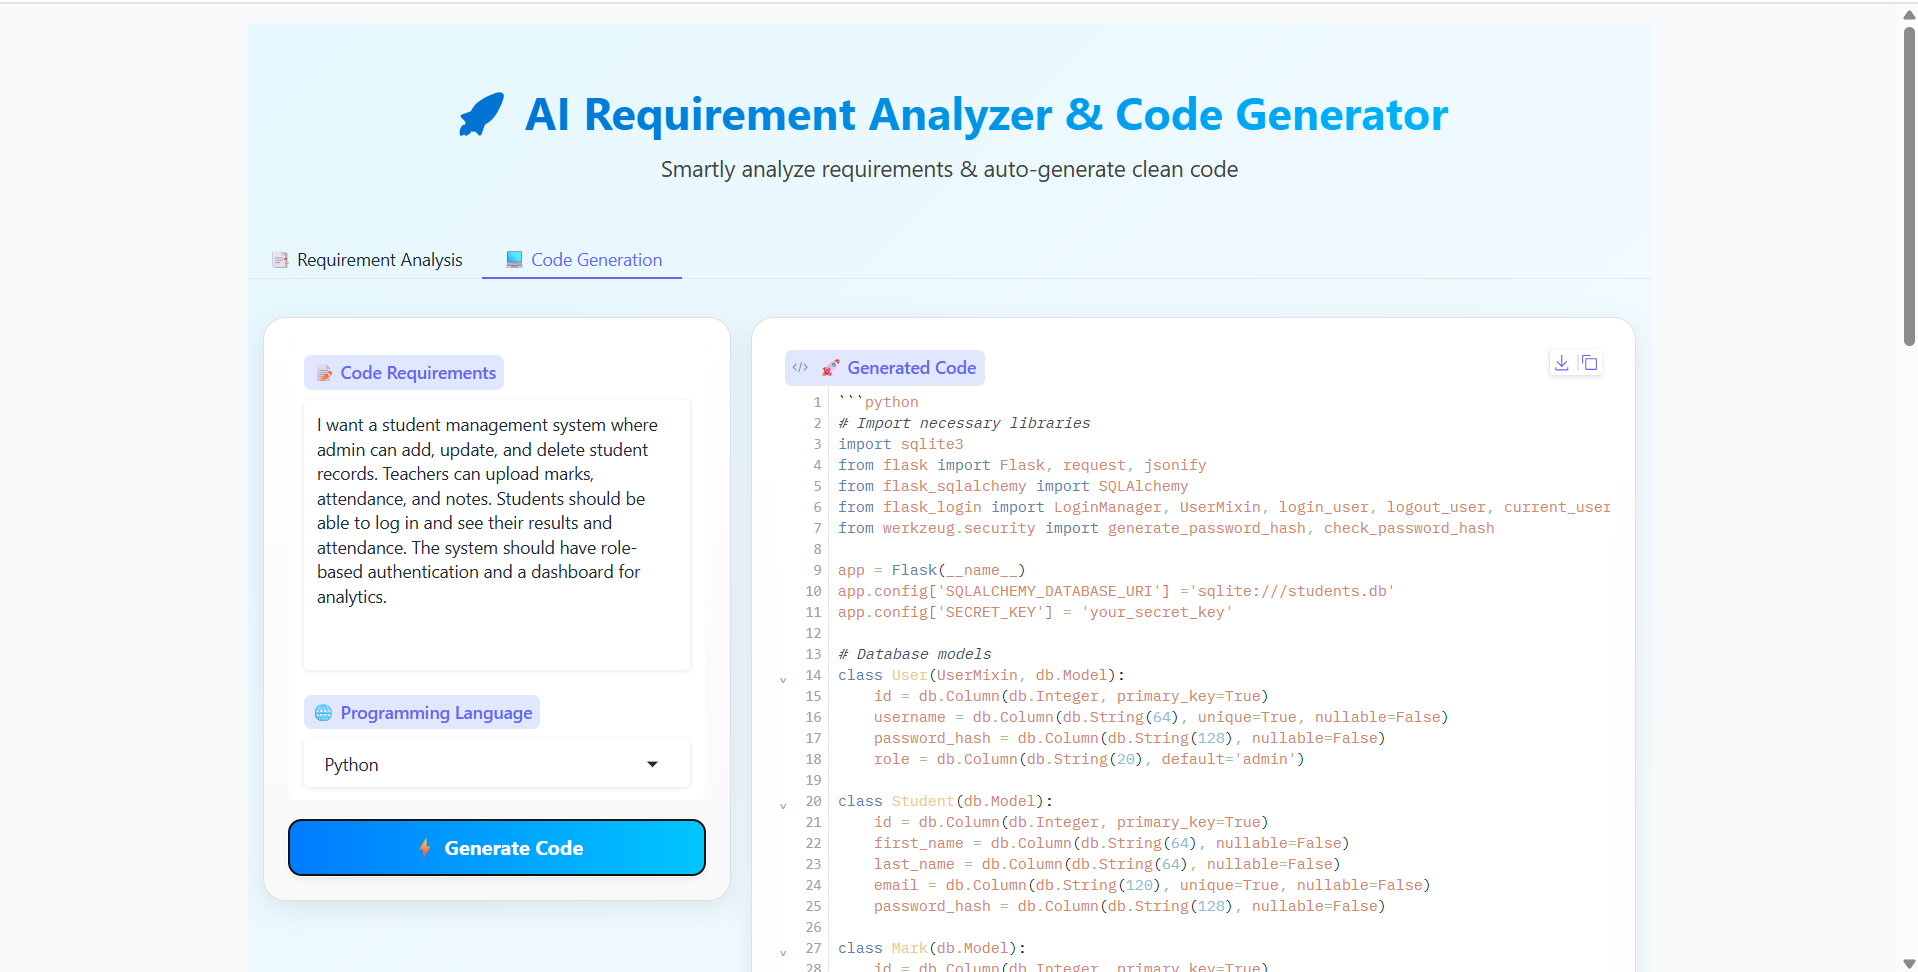 AI Requirement Analyzer & Code Generator
Smartly analyze requirements & auto-generate clean code
Requirement Analysis
Code Generation
Code Requirements
I want a student management system where
admin can add, update, and delete student
records. Teachers can upload marks,
attendance, and notes. Students should be
able to log in and see their results and
attendance. The system should have role-
based authentication and a dashboard for
analytics.
Programming Language
Python
Generate Code
</> Generated Code
1 ```python
2 # Import necessary libraries
3 import sqlite3
4 from flask import Flask, request, jsonify
5 from flask_sqlalchemy import SQLAlchemy
6 from flask_login import LoginManager, UserMixin, login_user, logout_user, current_user
7 from werkzeug.security import generate_password_hash, check_password_hash
8
9 app = Flask(__name__)
10 app.config['SQLALCHEMY_DATABASE_URI'] ='sqlite:///students.db'
11 app.config['SECRET_KEY'] = 'your_secret_key'
12
13 # Database models
14 class User(UserMixin, db.Model):
15     id = db.Column(db.Integer, primary_key=True)
16     username = db.Column(db.String(64), unique=True, nullable=False)
17     password_hash = db.Column(db.String(128), nullable=False)
18     role = db.Column(db.String(20), default='admin')
19
20 class Student(db.Model):
21     id = db.Column(db.Integer, primary_key=True)
22     first_name = db.Column(db.String(64), nullable=False)
23     last_name = db.Column(db.String(64), nullable=False)
24     email = db.Column(db.String(120), unique=True, nullable=False)
25     password_hash = db.Column(db.String(128), nullable=False)
26
27 class Mark(db.Model):
28     id = db.Column(db.Integer, primary_key=True)